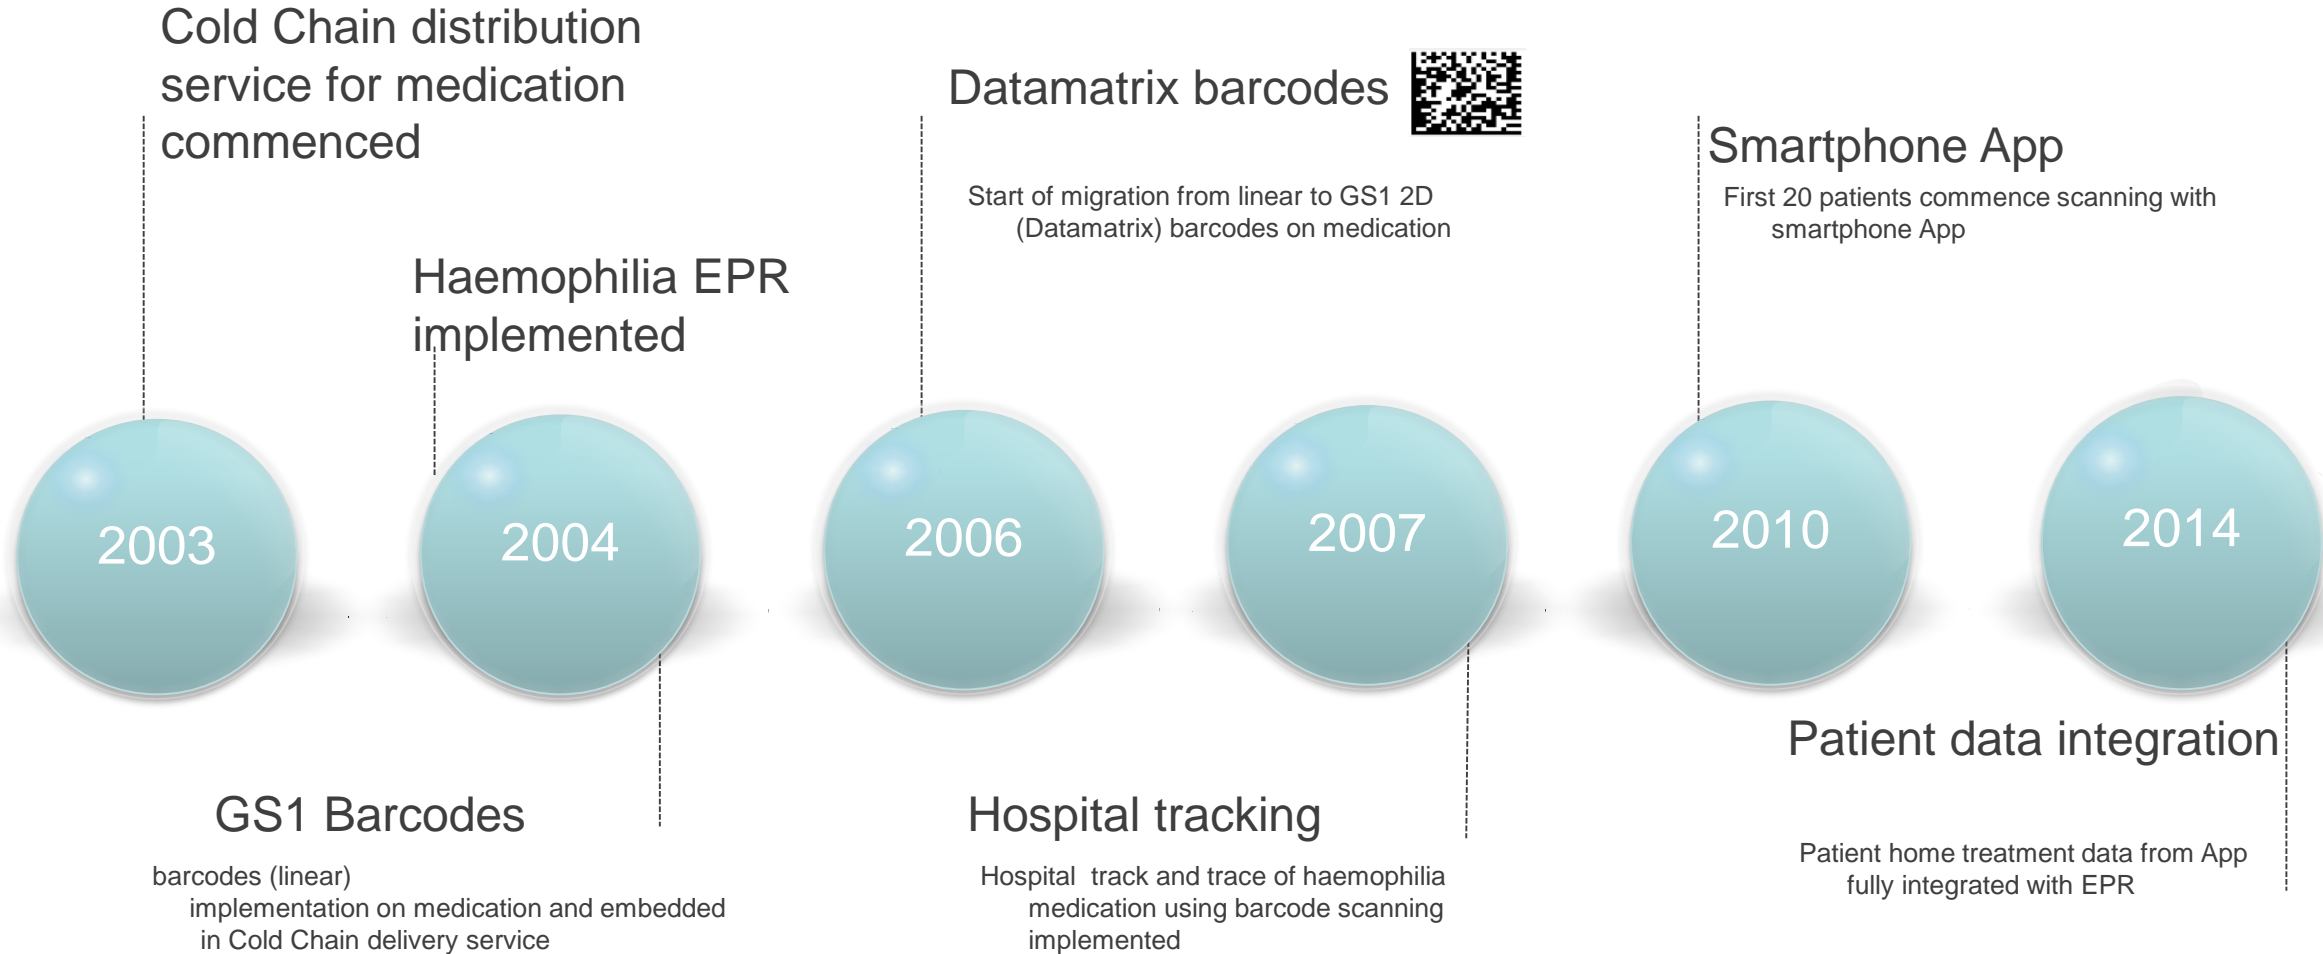 Cold Chain distribution
service for medication
commenced
Haemophilia EPR
implemented
Datamatrix barcodes
Start of migration from linear to GS1 2D
(Datamatrix) barcodes on medication
Smartphone App
First 20 patients commence scanning with
smartphone App
2003
2004
2006
2007
2010
2014
GS1 Barcodes
barcodes (linear)
implementation on medication and embedded
in Cold Chain delivery service
Hospital tracking
Hospital track and trace of haemophilia
medication using barcode scanning
implemented
Patient data integration
Patient home treatment data from App
fully integrated with EPR